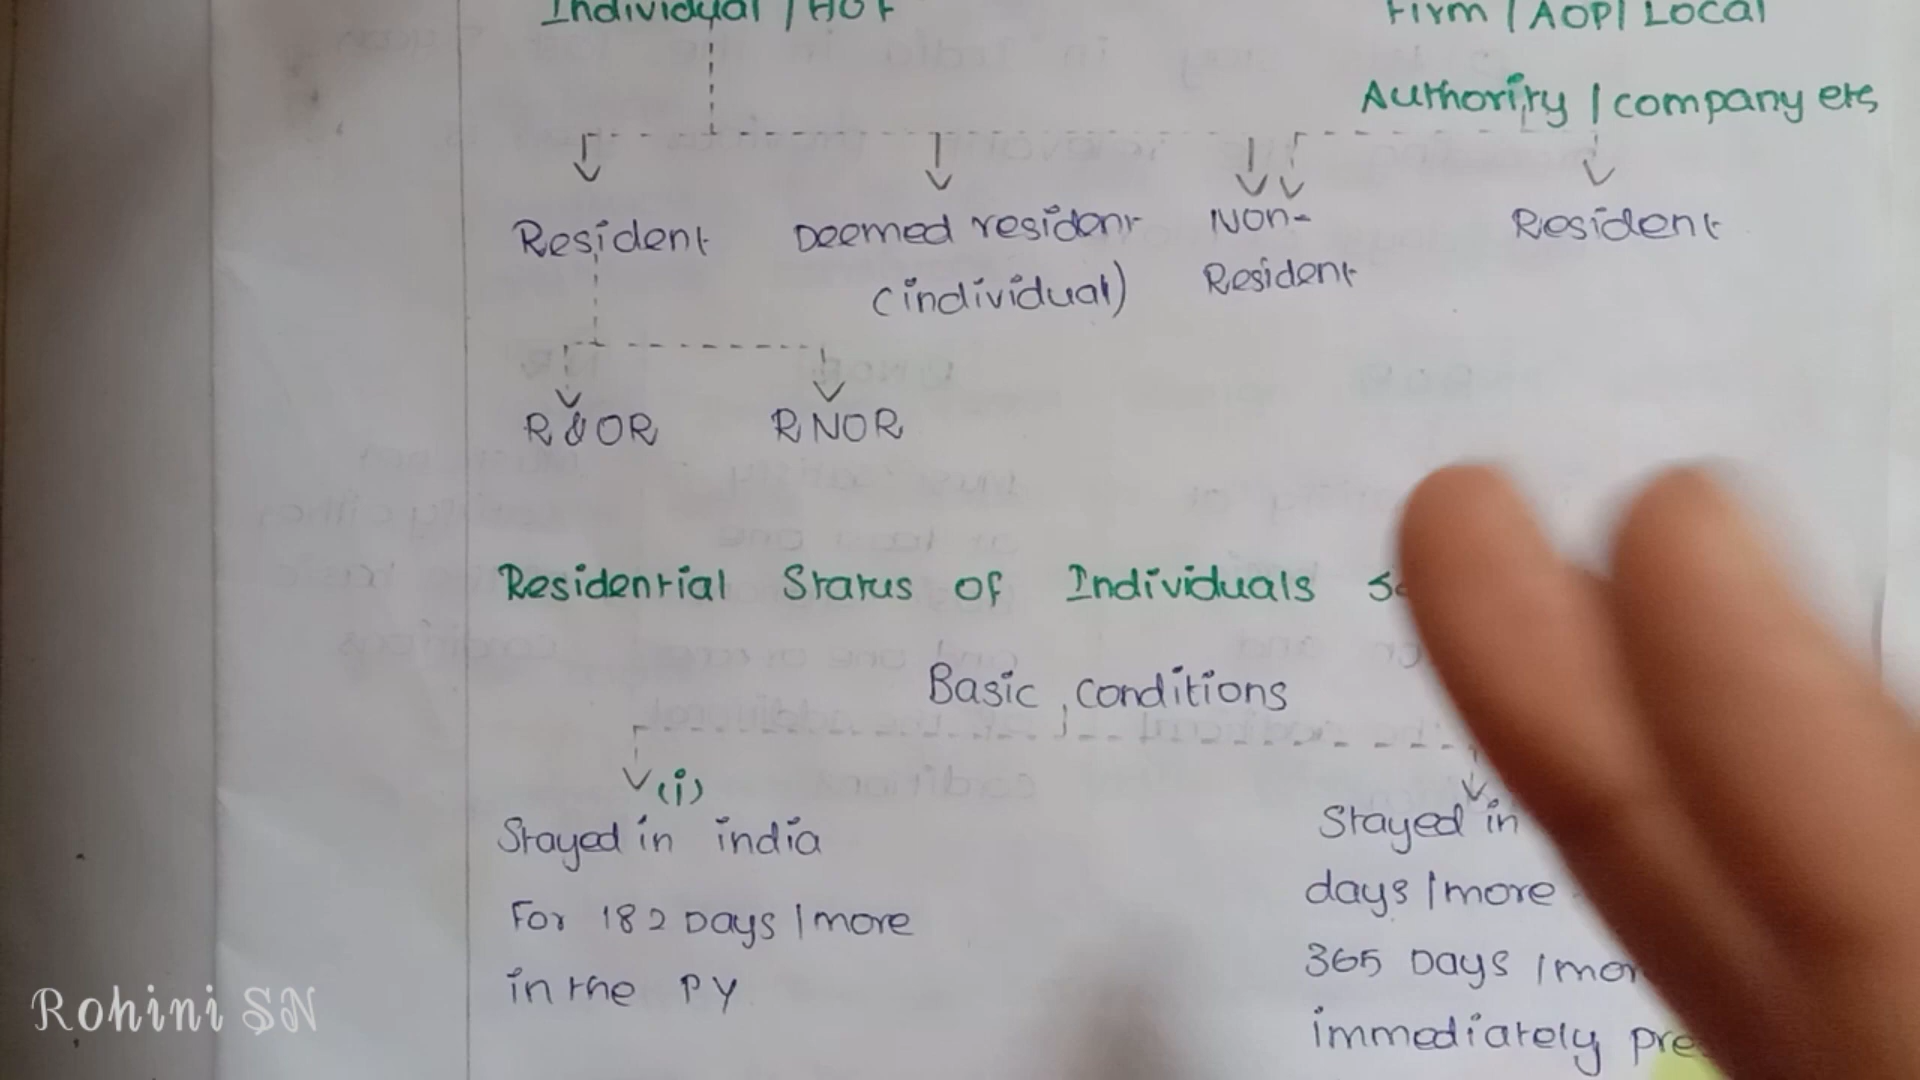 Individual / HUF
Firm / AOP / Local
Authority / company etc
Resident
Deemed resident
(individual)
Non-
Resident
Resident
R & OR
RNOR
Residential Status of Individuals
Basic conditions
(i)
Stayed in india
For 182 Days / more
in the PY
Stayed in
days / more
365 Days /
immediately
Rohini SN